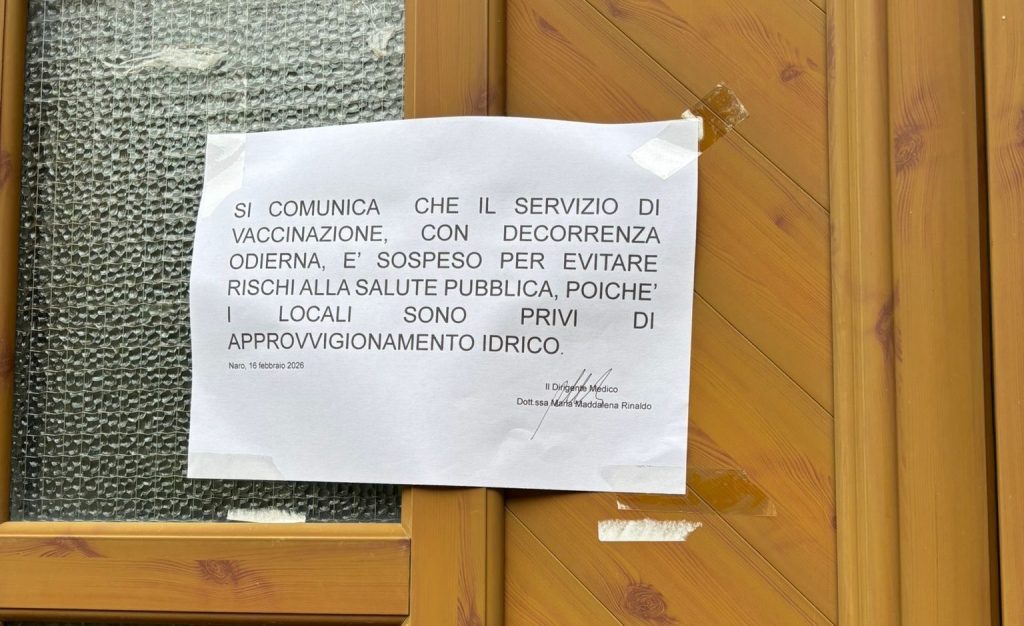 SI COMUNICA CHE IL SERVIZIO DI
VACCINAZIONE, CON DECORRENZA
ODIERNA, E' SOSPESO PER EVITARE
RISCHI ALLA SALUTE PUBBLICA, POICHE'
I LOCALI SONO PRIVI DI
APPROVVIGIONAMENTO IDRICO.
Naro, 16 febbraio 2026
Il Dirigente Medico
Dott.ssa Maria Maddalena Rinaldo